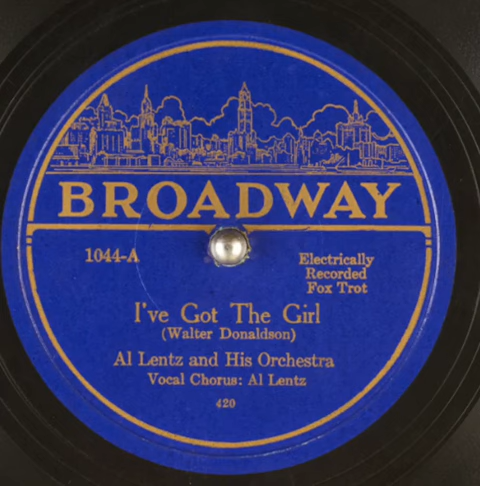 BROADWAY
1044-A
Electrically
Recorded
Fox Trot
I've Got The Girl
(Walter Donaldson)
Al Lentz and His Orchestra
Vocal Chorus: Al Lentz
420